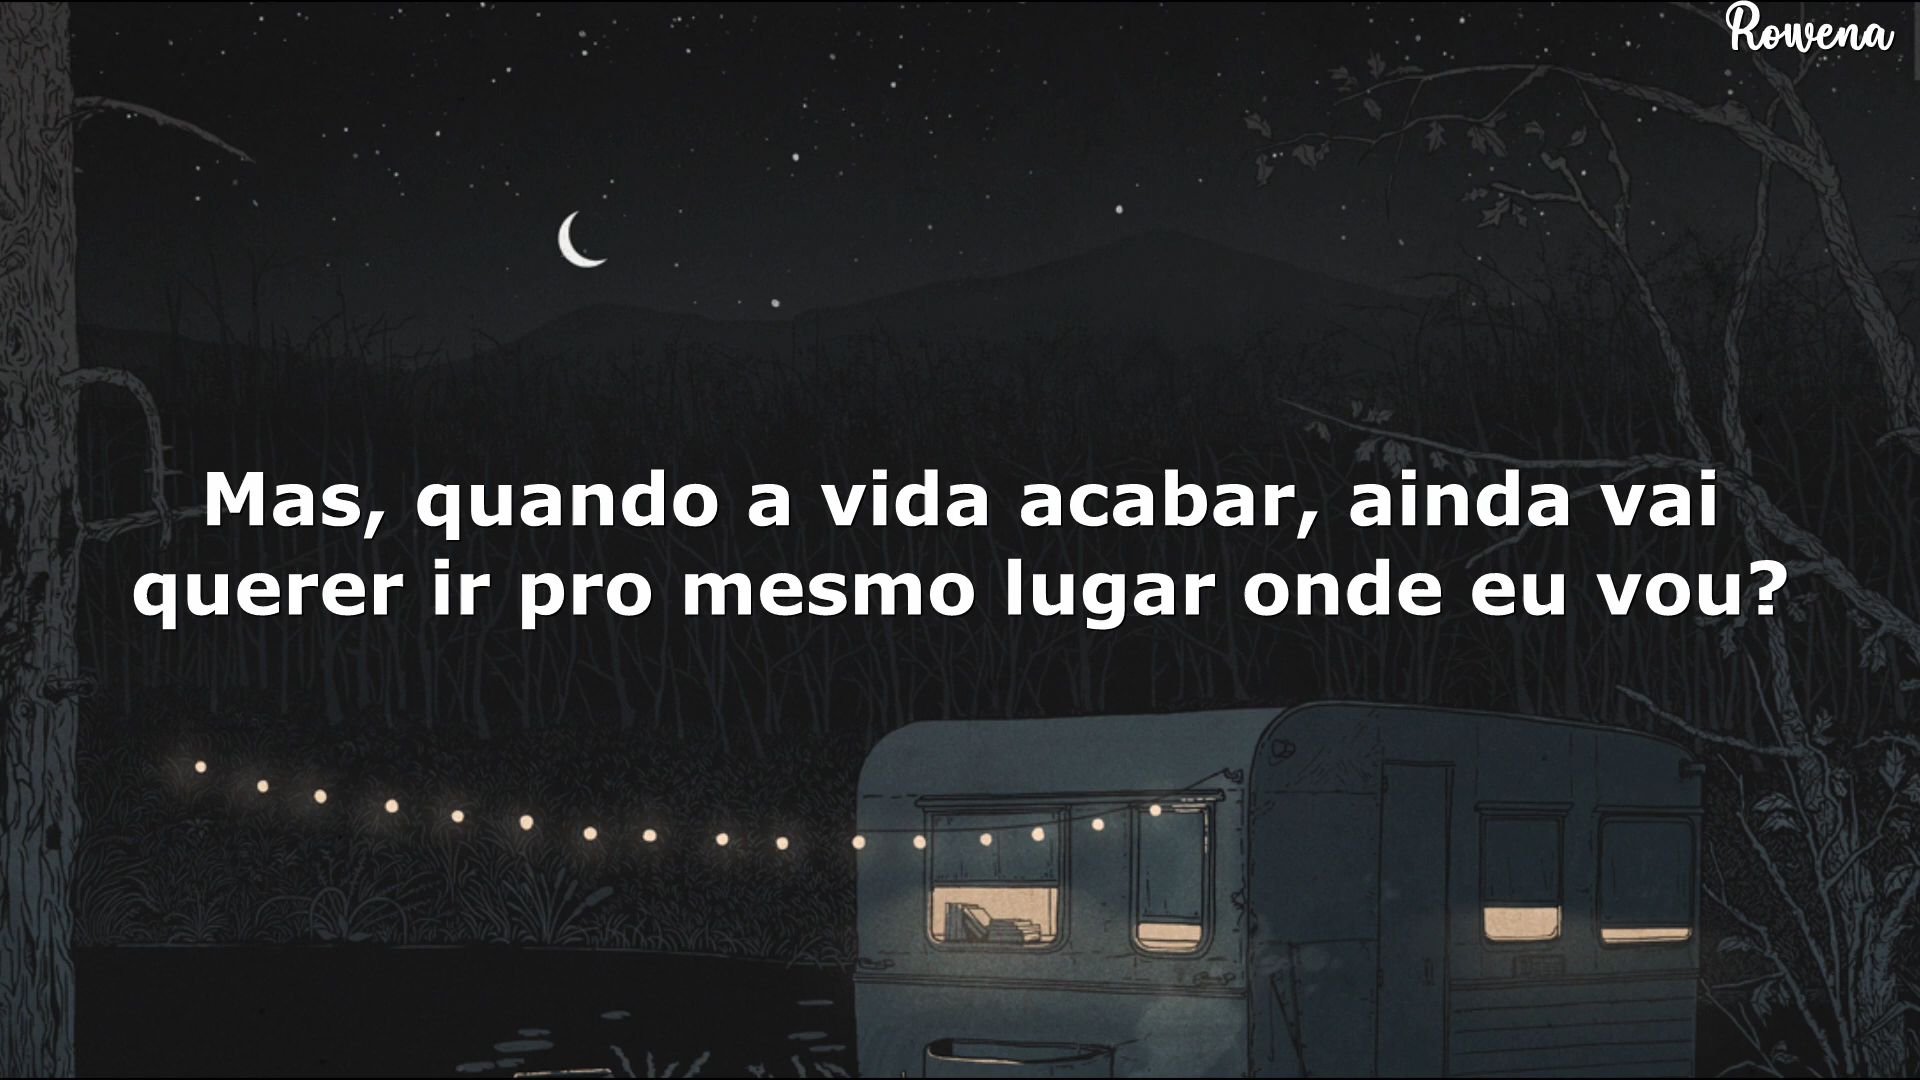 Rowena
Mas, quando a vida acabar, ainda vai
querer ir pro mesmo lugar onde eu vou?